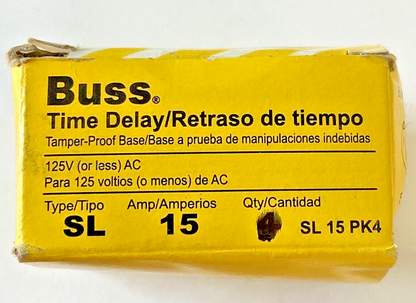 Buss®
Time Delay/Retraso de tiempo
Tamper-Proof Base/Base a prueba de manipulaciones indebidas
125V (or less) AC
Para 125 voltios (o menos) de AC
Type/Tipo Amp/Amperios Qty/Cantidad
SL 15 4 SL 15 PK4